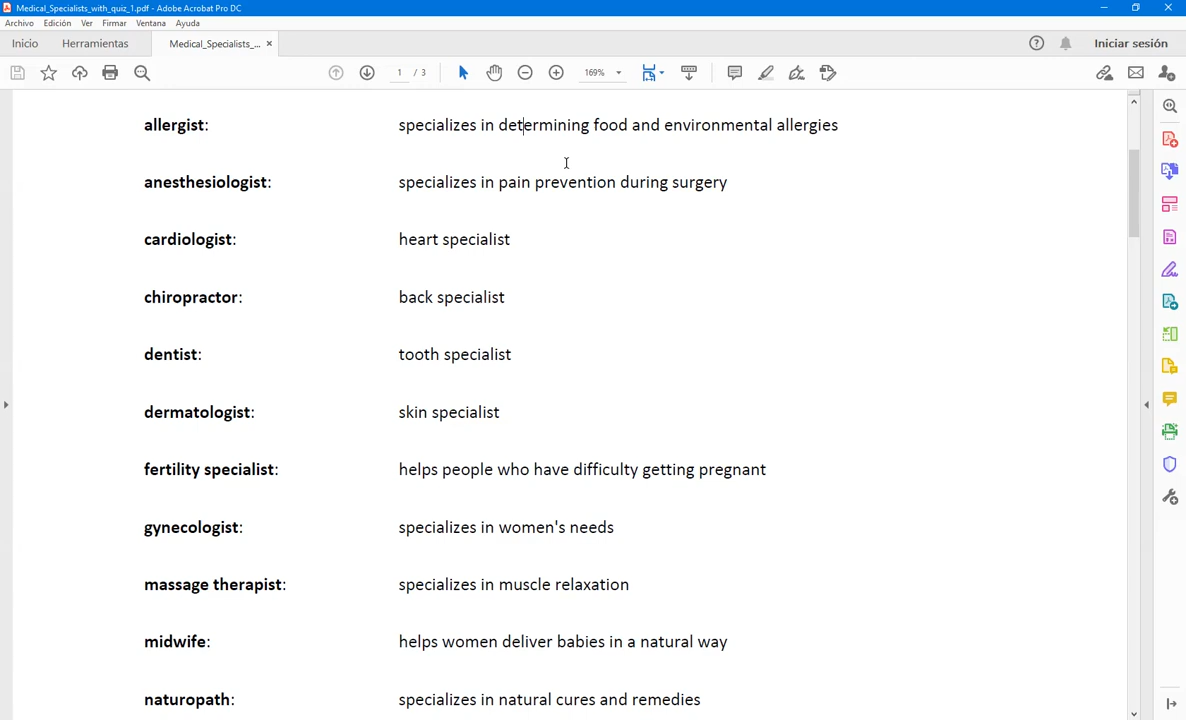 Medical_Specialists_with_quiz_1.pdf - Adobe Acrobat Pro DC
Archivo Edición Ver Firmar Ventana Ayuda
Inicio Herramientas Medical_Specialists_... × Iniciar sesión
1 / 3 169%
allergist: specializes in determining food and environmental allergies
anesthesiologist: specializes in pain prevention during surgery
cardiologist: heart specialist
chiropractor: back specialist
dentist: tooth specialist
dermatologist: skin specialist
fertility specialist: helps people who have difficulty getting pregnant
gynecologist: specializes in women's needs
massage therapist: specializes in muscle relaxation
midwife: helps women deliver babies in a natural way
naturopath: specializes in natural cures and remedies